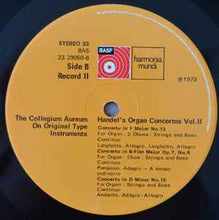 STEREO 33
BAS
23 29050-6
Side 8
Record II
BASF
harmonia
mundi
℗ 1973
The Collegium Aureum
On Original Type
Instruments
Handel's Organ Concertos Vol.II
Concerto in F Major No.13
For Organ, 2 Oboes, Strings and Bass
Continuo
Larghetto, Allegro, Larghetto, Allegro
Concerto in B-Flat Major Op.7, No.6
For Organ, Oboe, Strings and Bass
Continuo
Pomposo, Adagio - A tempo
ordinario
Concerto in D Minor No.15
For Organ, Strings and Bass
Continuo
Andante, Adagio, Allegro